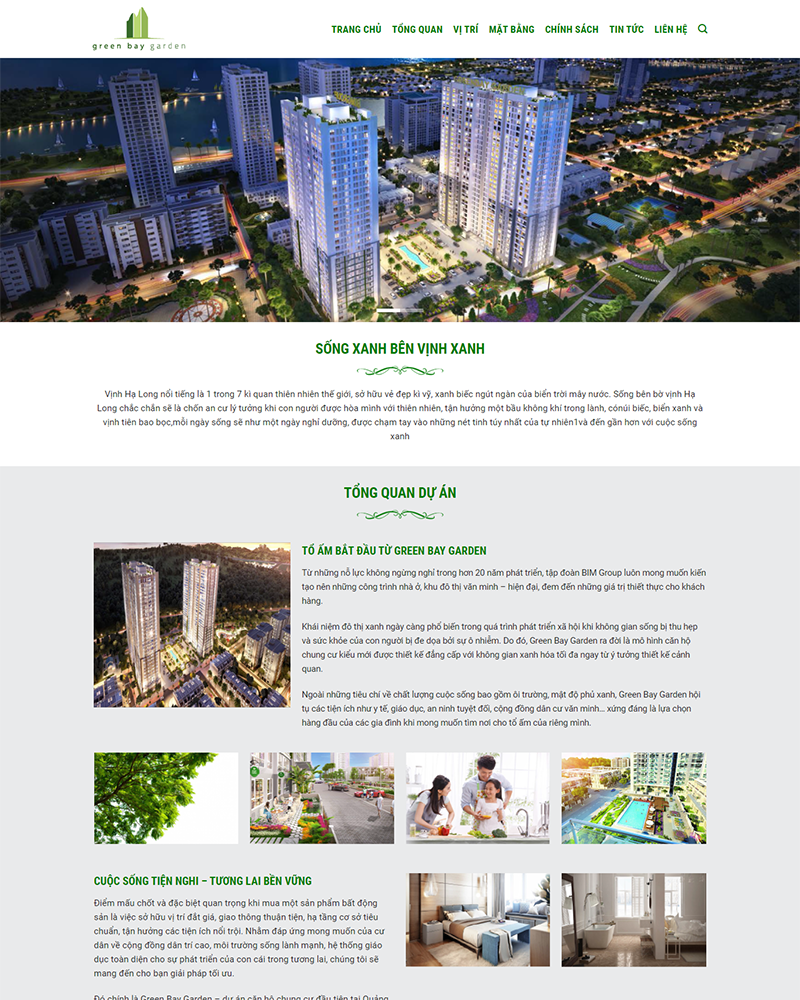 green bay garden
TRANG CHỦ TỔNG QUAN VỊ TRÍ MẶT BẰNG CHÍNH SÁCH TIN TỨC LIÊN HỆ
SỐNG XANH BÊN VỊNH XANH
Vịnh Hạ Long nổi tiếng là 1 trong 7 kì quan thiên nhiên thế giới, sở hữu vẻ đẹp kì vỹ, xanh biếc ngút ngàn của biển trời mây nước. Sống bên bờ vịnh Hạ
Long chắc chắn sẽ là chốn an cư lý tưởng khi con người được hòa mình với thiên nhiên, tận hưởng một bầu không khí trong lành, cónúi biếc, biển xanh và
vịnh tiên bao bọc,mỗi ngày sống sẽ như một ngày nghỉ dưỡng, được chạm tay vào những nét tinh túy nhất của tự nhiên1và đến gần hơn với cuộc sống
xanh
TỔNG QUAN DỰ ÁN
TỔ ẤM BẮT ĐẦU TỪ GREEN BAY GARDEN
Từ những nỗ lực không ngừng nghỉ trong hơn 20 năm phát triển, tập đoàn BIM Group luôn mong muốn kiến
tạo nên những công trình nhà ở, khu đô thị văn minh – hiện đại, đem đến những giá trị thiết thực cho khách
hàng.
Khái niệm đô thị xanh ngày càng phổ biến trong quá trình phát triển xã hội khi không gian sống bị thu hẹp
và sức khỏe của con người bị đe dọa bởi sự ô nhiễm. Do đó, Green Bay Garden ra đời là mô hình căn hộ
chung cư kiểu mới được thiết kế đẳng cấp với không gian xanh hóa tối đa ngay từ ý tưởng thiết kế cảnh
quan.
Ngoài những tiêu chí về chất lượng cuộc sống bao gồm ôi trường, mật độ phủ xanh, Green Bay Garden hội
tụ các tiện ích như y tế, giáo dục, an ninh tuyệt đối, cộng đồng dân cư văn minh... xứng đáng là lựa chọn
hàng đầu của các gia đình khi mong muốn tìm nơi cho tổ ấm của riêng mình.
CUỘC SỐNG TIỆN NGHI – TƯƠNG LAI BỀN VỮNG
Điểm mấu chốt và đặc biệt quan trọng khi mua một sản phẩm bất động
sản là việc sở hữu vị trí đắt giá, giao thông thuận tiện, hạ tầng cơ sở tiêu
chuẩn, tận hưởng các tiện ích nổi trội. Nhằm đáp ứng mong muốn của cư
dân về cộng đồng dân trí cao, môi trường sống lành mạnh, hệ thống giáo
dục toàn diện cho sự phát triển của con cái trong tương lai, chúng tôi sẽ
mang đến cho bạn giải pháp tối ưu.
Đó chính là Green Bay Garden – dự án căn hộ chung cư đầu tiên tại Quảng